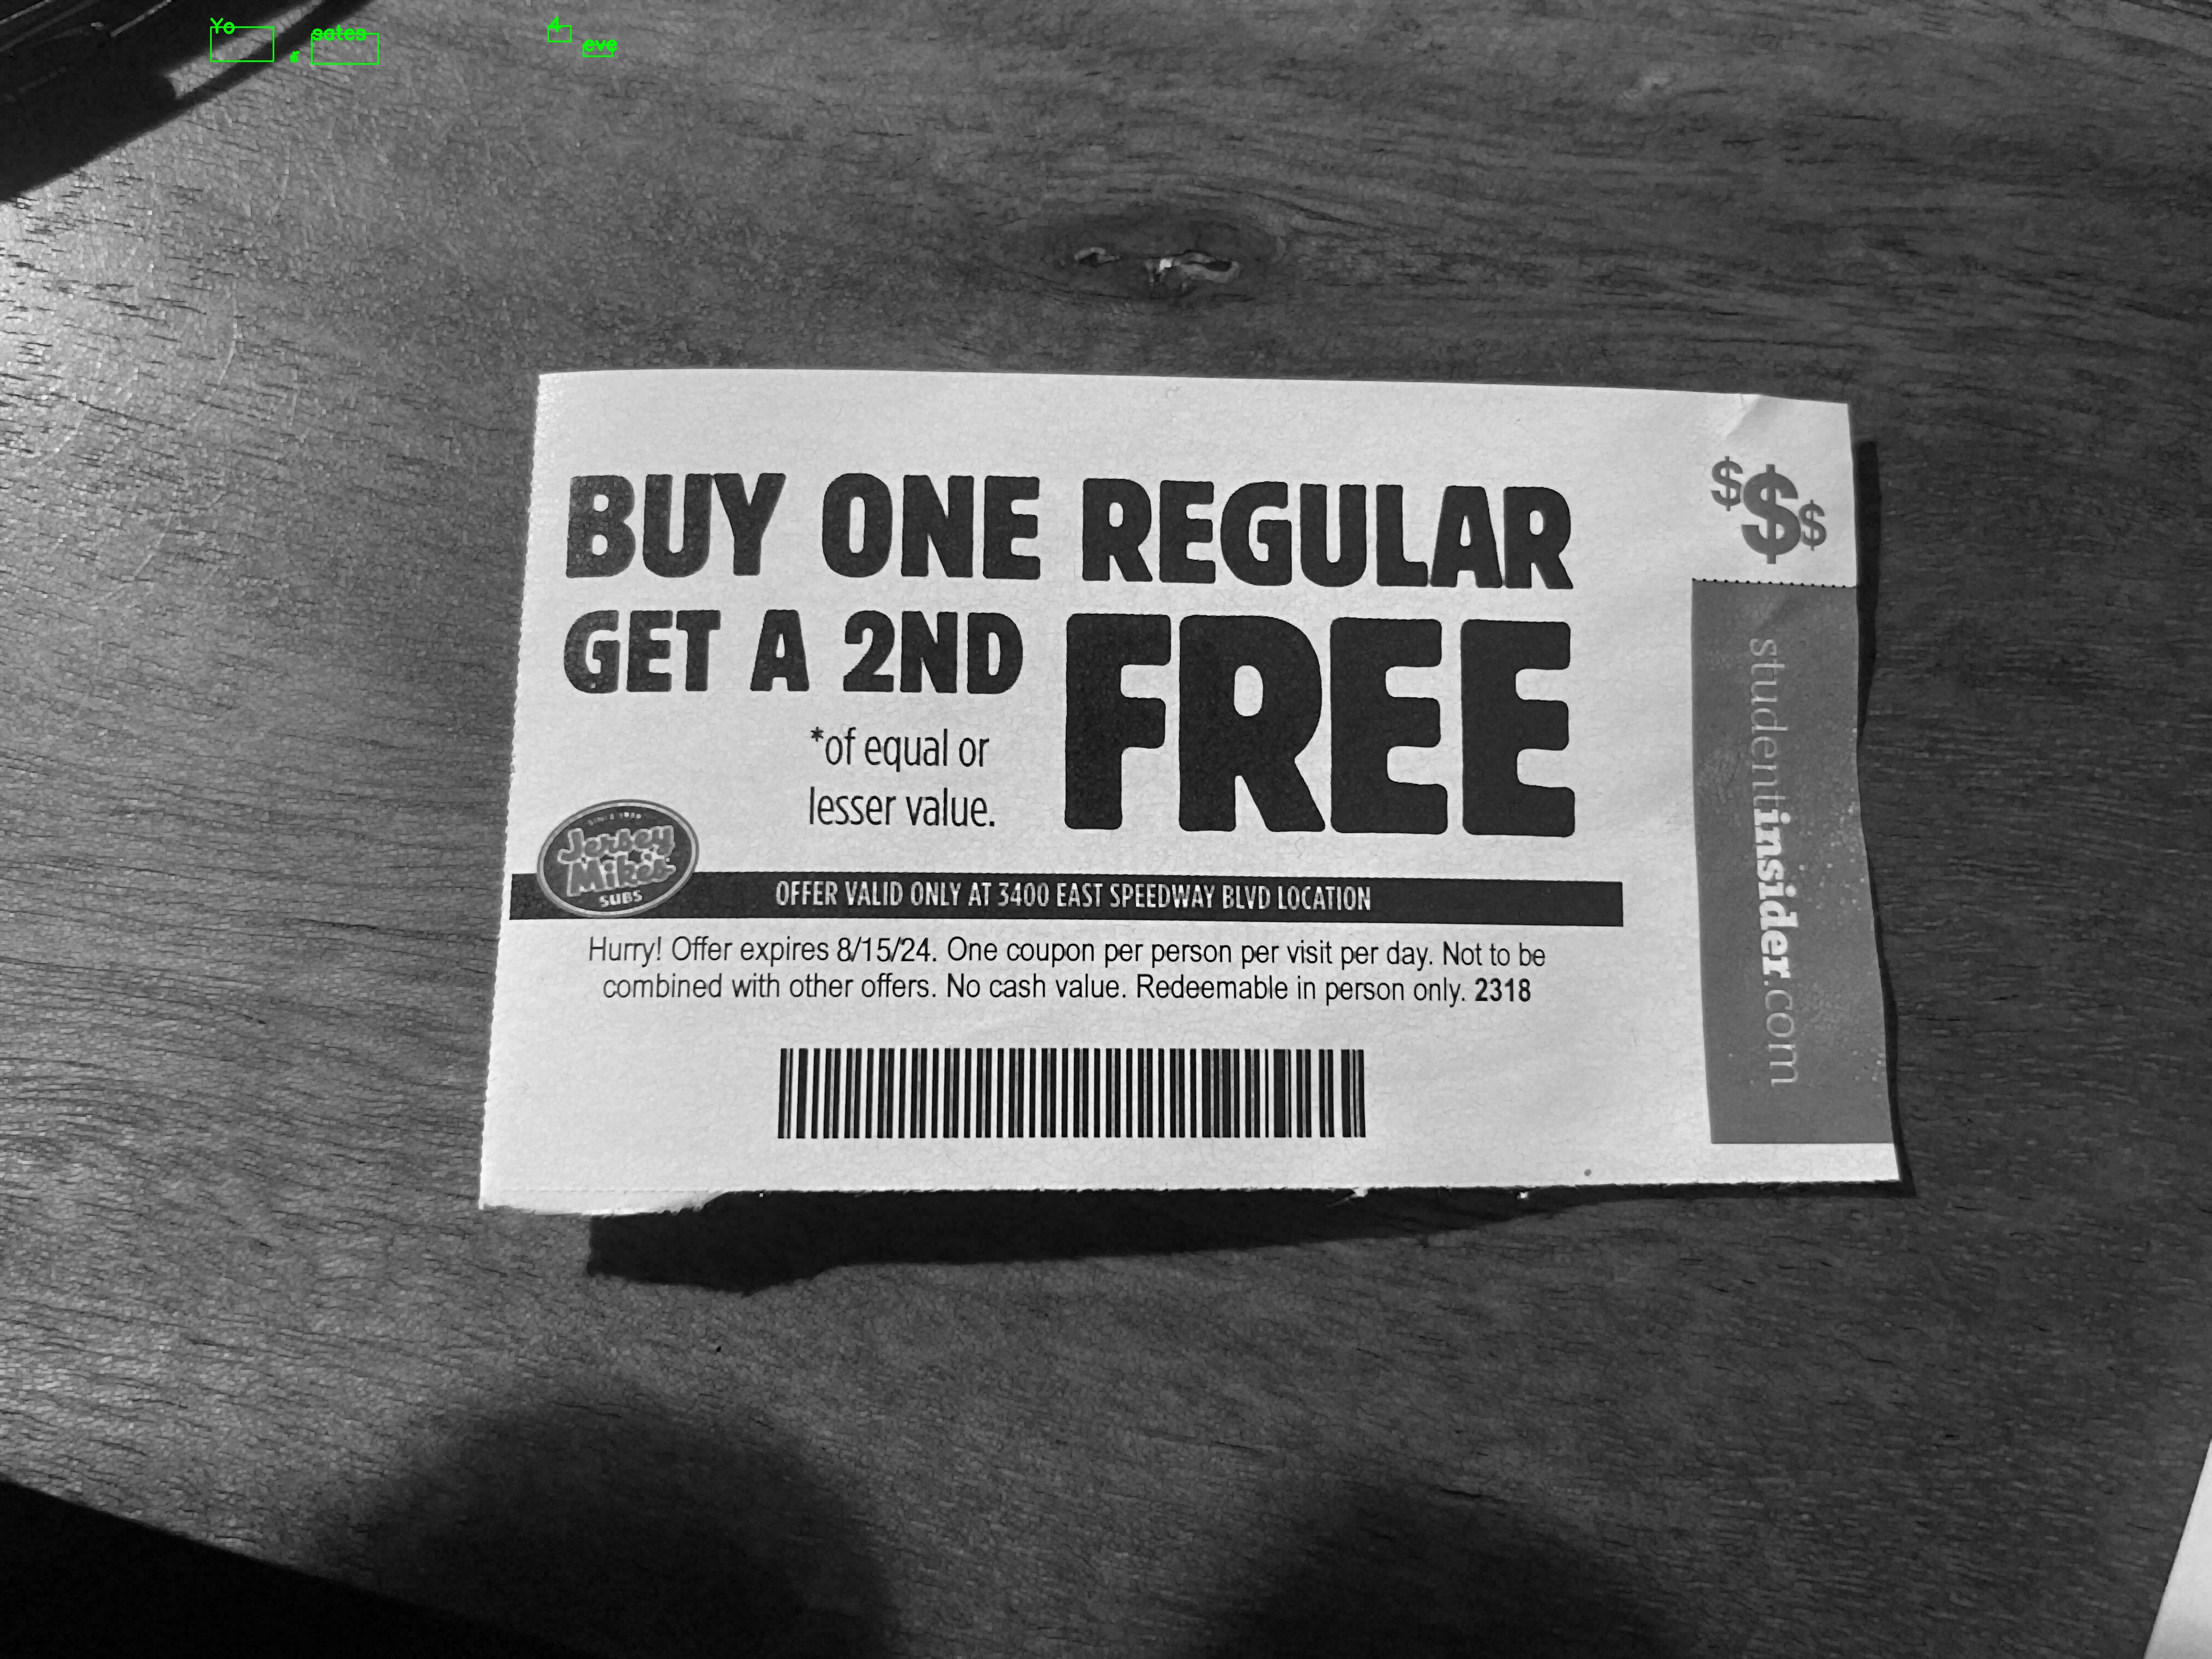 Yo
sates
4
eve
BUY ONE REGULAR
GET A 2ND FREE
*of equal or
lesser value.
SINCE 1956
Jersey
Mike's
SUBS
OFFER VALID ONLY AT 3400 EAST SPEEDWAY BLVD LOCATION
Hurry! Offer expires 8/15/24. One coupon per person per visit per day. Not to be
combined with other offers. No cash value. Redeemable in person only. 2318
$$$
studentinsider.com